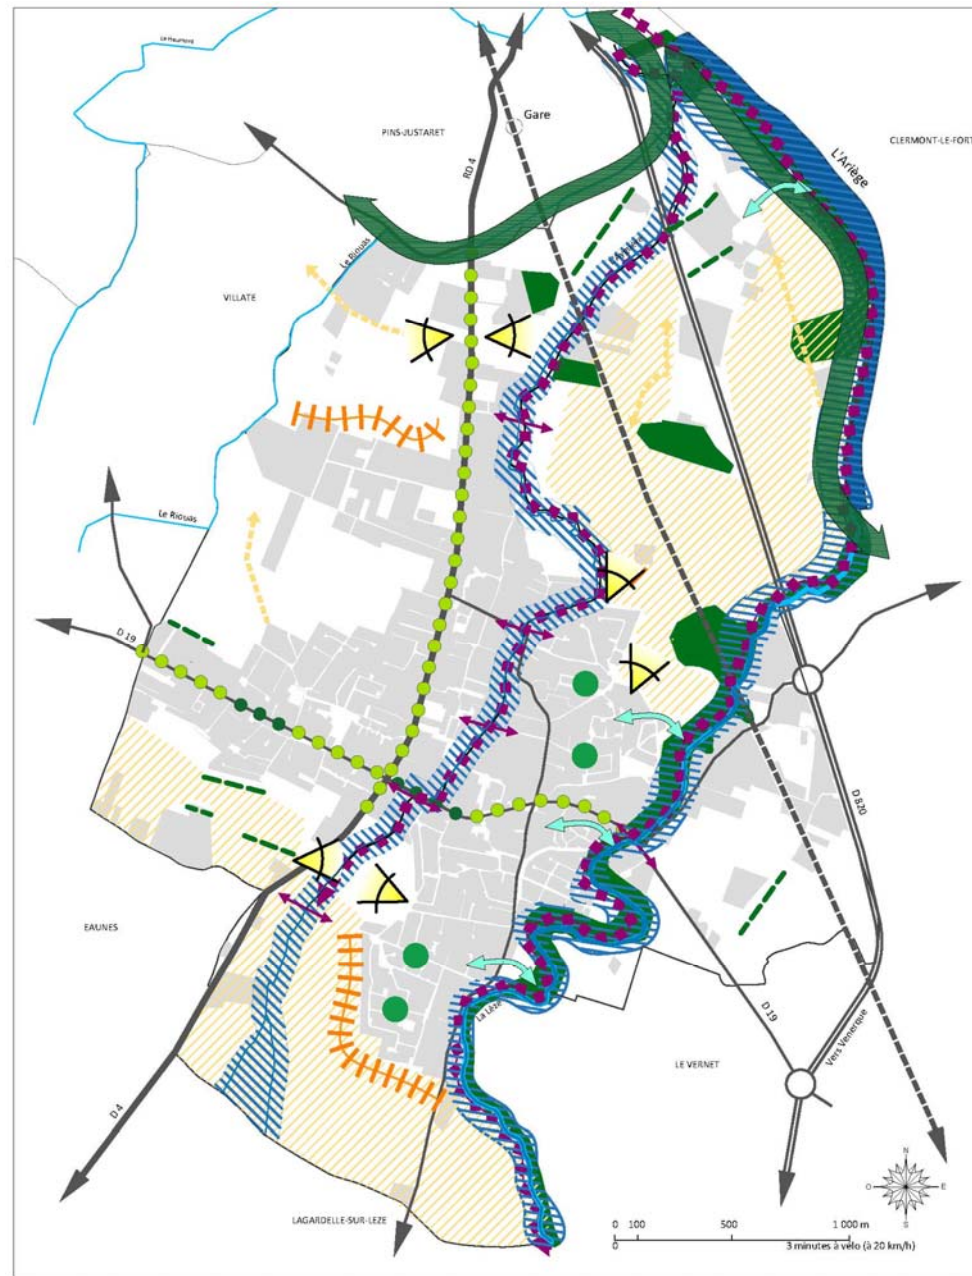 Le Haumont
Gare
PINS-JUSTARET
CLERMONT-LE-FORT
L'Ariège
RD 4
Le Riouas
VILLATE
Le Riouas
D 19
D 820
EAUNES
La Lèze
D 19
Vers Venerque
LE VERNET
D 4
N
O
E
S
LAGARDELLE-SUR-LEZE
0 100 500 1 000 m
0 3 minutes à vélo (à 20 km/h)